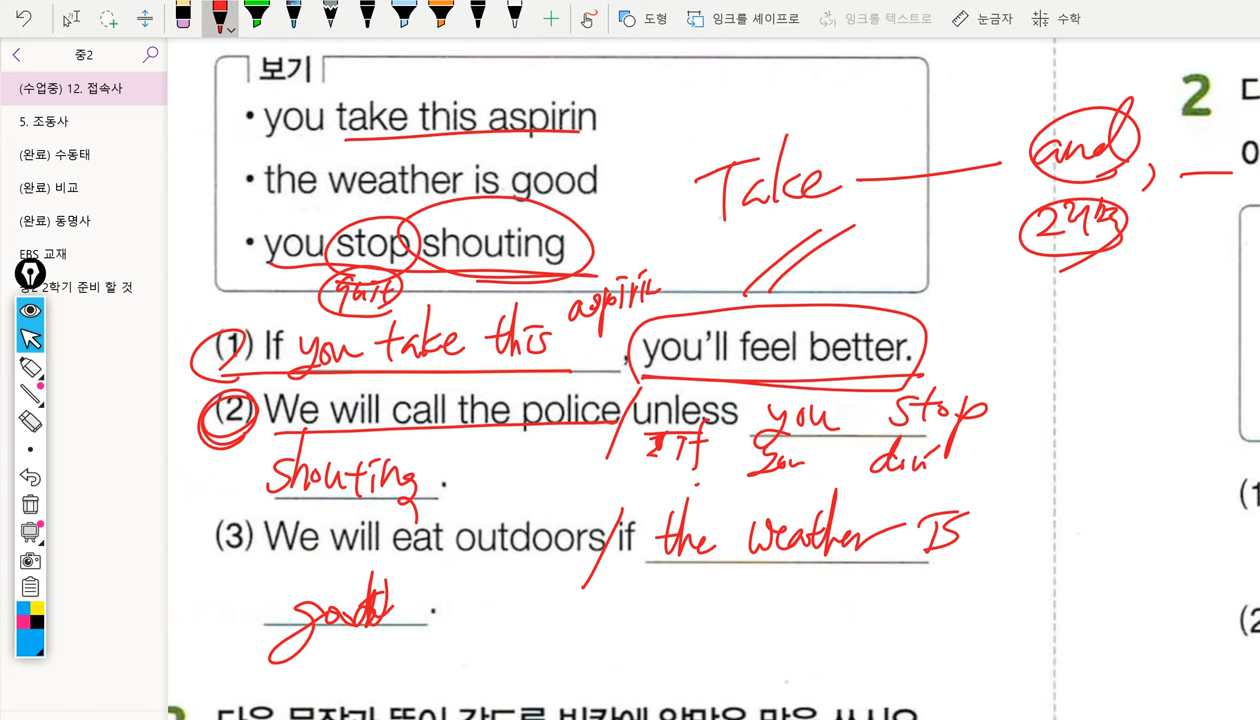 도형
잉크를 셰이프로
잉크를 텍스트로
눈금자
수학
중2
(수업중) 12. 접속사
5. 조동사
(완료) 수동태
(완료) 비교
(완료) 동명사
EBS 교재
2학기 준비 할 것
보기
• you take this aspirin
• the weather is good
• you stop shouting
quit
Take
and
,
2
(1) If you take this aspirin, you'll feel better.
(2) We will call the police unless you stop
if you
shouting.
(3) We will eat outdoors if the weather is
good.
(1
(2